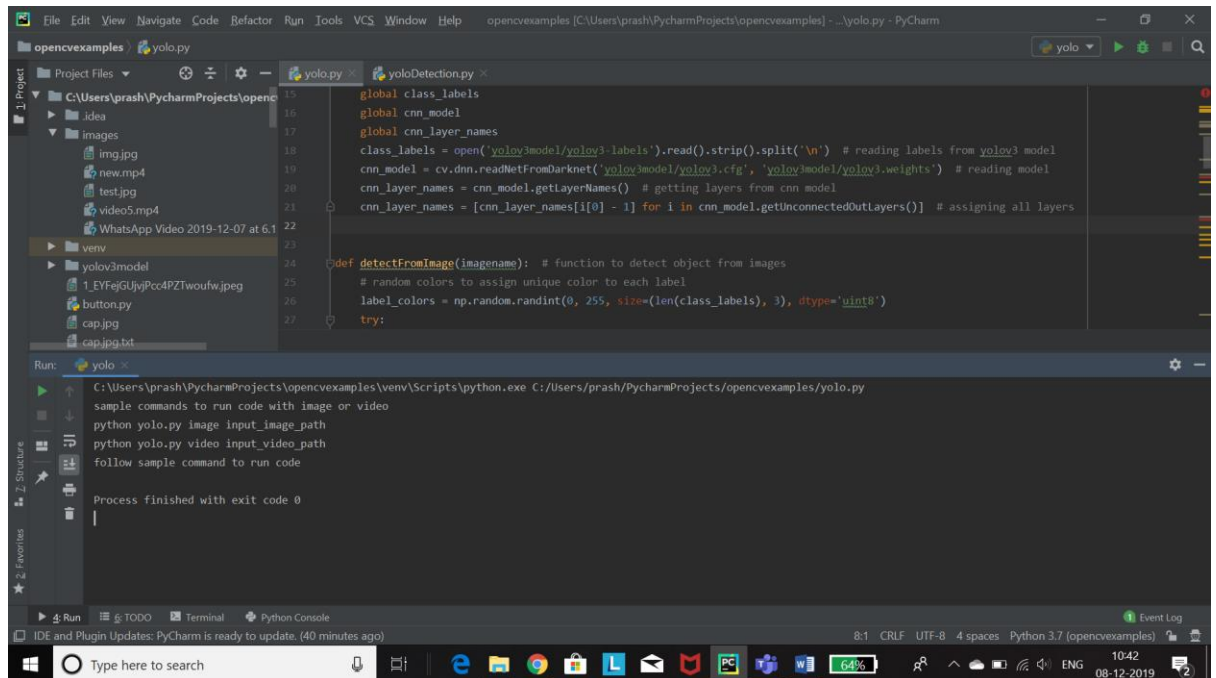 File Edit View Navigate Code Refactor Run Tools VCS Window Help opencvexamples [C:\Users\prash\PycharmProjects\opencvexamples] - ...\yolo.py - PyCharm
opencvexamples yolo.py
yolo
1: Project
Project Files
C:\Users\prash\PycharmProjects\openc
.idea
images
img.jpg
new.mp4
test.jpg
video5.mp4
WhatsApp Video 2019-12-07 at 6.1
venv
yolov3model
1_EYFejGUjvjPcc4PZTwoufw.jpeg
button.py
cap.jpg
cap.jpg.txt
yolo.py yoloDetection.py
15 global class_labels
16 global cnn_model
17 global cnn_layer_names
18 class_labels = open('yolov3model/yolov3-labels').read().strip().split('\n') # reading labels from yolov3 model
19 cnn_model = cv.dnn.readNetFromDarknet('yolov3model/yolov3.cfg', 'yolov3model/yolov3.weights') # reading model
20 cnn_layer_names = cnn_model.getLayerNames() # getting layers from cnn model
21 cnn_layer_names = [cnn_layer_names[i[0] - 1] for i in cnn_model.getUnconnectedOutLayers()] # assigning all layers
22
23
24 def detectFromImage(imagename): # function to detect object from images
25 # random colors to assign unique color to each label
26 label_colors = np.random.randint(0, 255, size=(len(class_labels), 3), dtype='uint8')
27 try:
Run: yolo
C:\Users\prash\PycharmProjects\opencvexamples\venv\Scripts\python.exe C:/Users/prash/PycharmProjects/opencvexamples/yolo.py
sample commands to run code with image or video
python yolo.py image input_image_path
python yolo.py video input_video_path
follow sample command to run code
Process finished with exit code 0
Z: Structure
2: Favorites
4: Run 6: TODO Terminal Python Console
1 Event Log
IDE and Plugin Updates: PyCharm is ready to update. (40 minutes ago)
8:1 CRLF UTF-8 4 spaces Python 3.7 (opencvexamples)
Type here to search
64%
ENG
10:42
08-12-2019
2